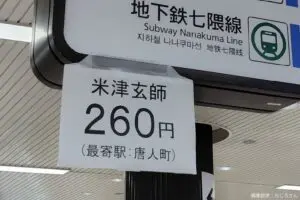 地下鉄七隈線
Subway Nanakuma Line
지하철 나나쿠마선 地铁七隈线
米津玄師
260円
(最寄駅:唐人町)